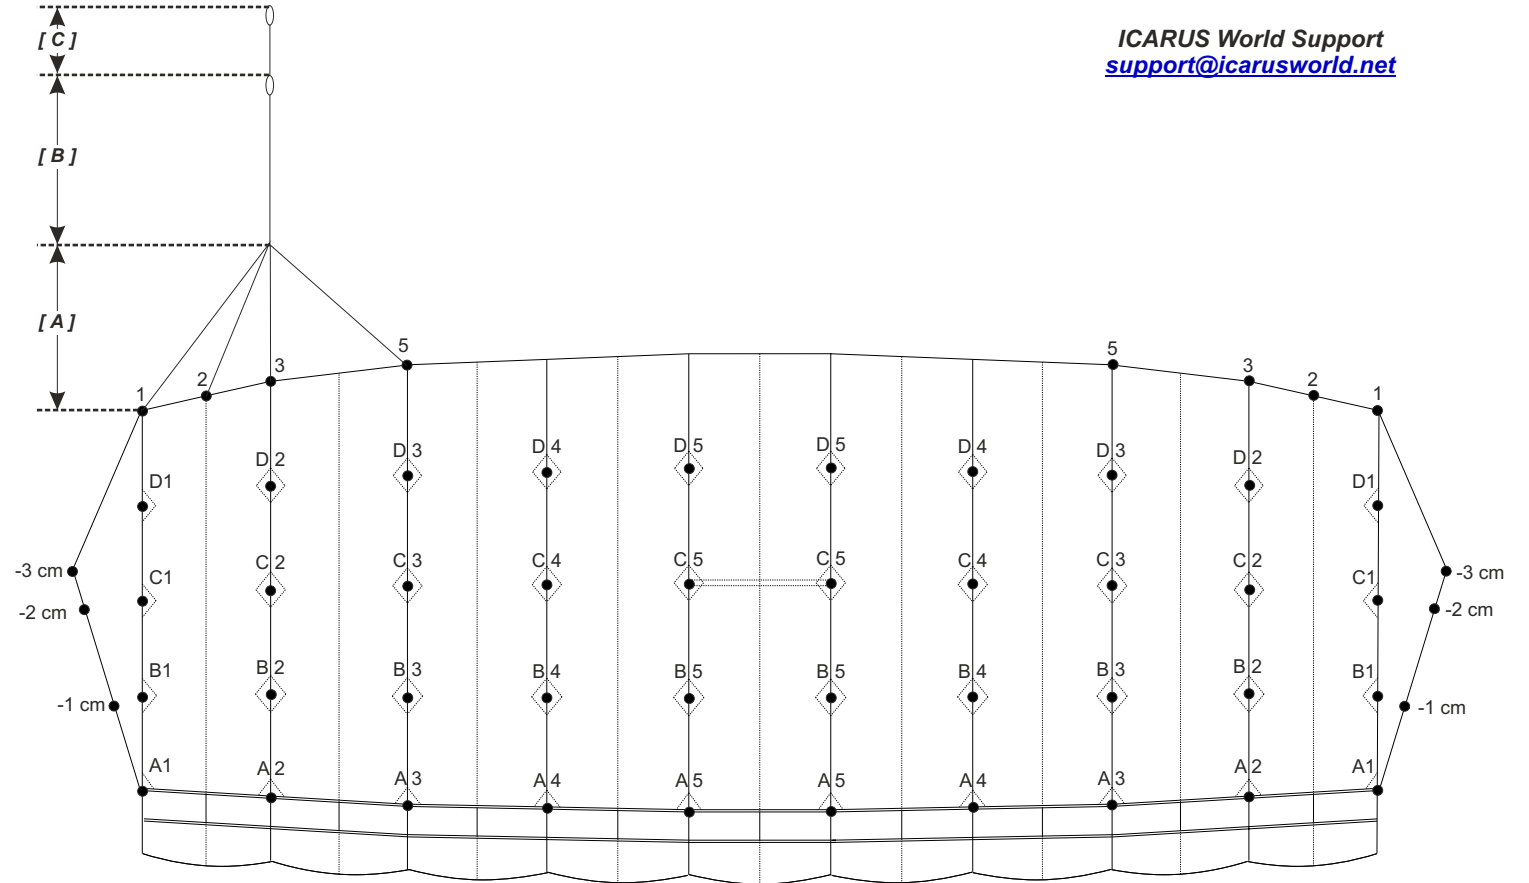 [ C ]
ICARUS World Support
support@icarusworld.net
[ B ]
[ A ]
5 5
3 3
2 2
1 1
D 3 D 4 D 5 D 5 D 4 D 3
D 2 D 2
D1 D1
C 2 C 3 C 4 C 5 C 5 C 4 C 3 C 2
-3 cm -3 cm
C1 C1
-2 cm -2 cm
B1 B 2 B 3 B 4 B 5 B 5 B 4 B 3 B 2 B1
-1 cm -1 cm
A1 A 2 A 3 A 4 A 5 A 5 A 4 A 3 A 2 A1